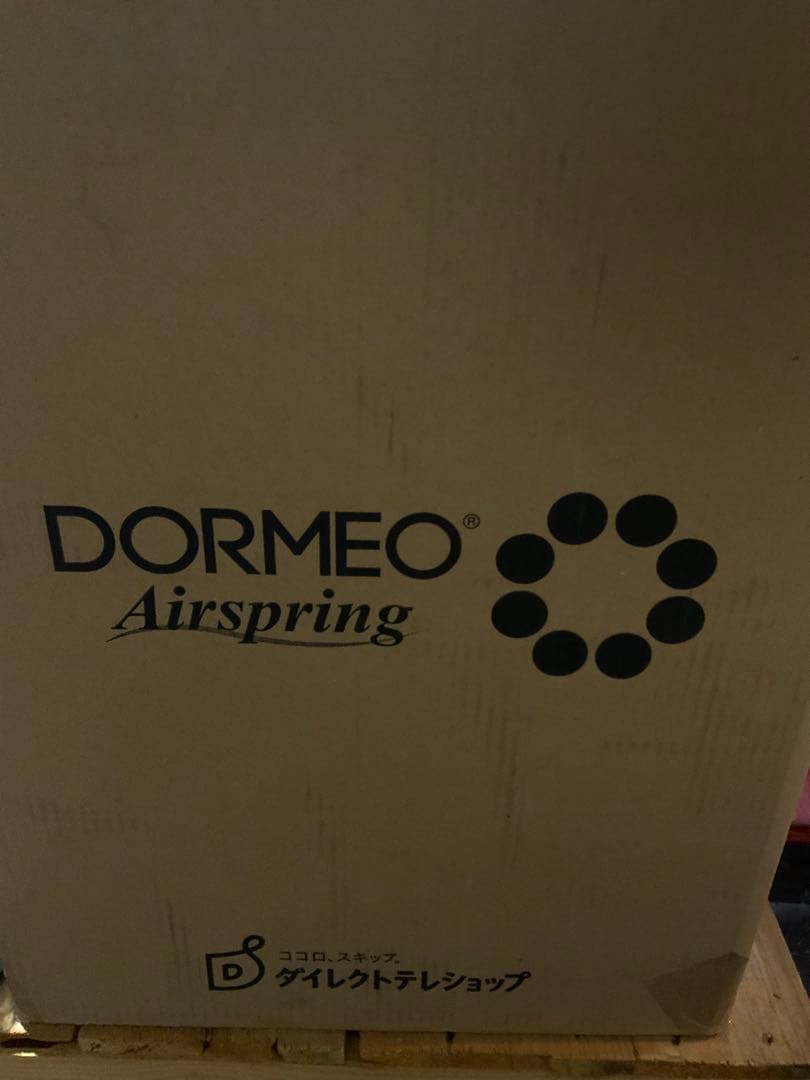 DORMEO®
Airspring
D
ココロ、スキップ。
ダイレクトテレショップ